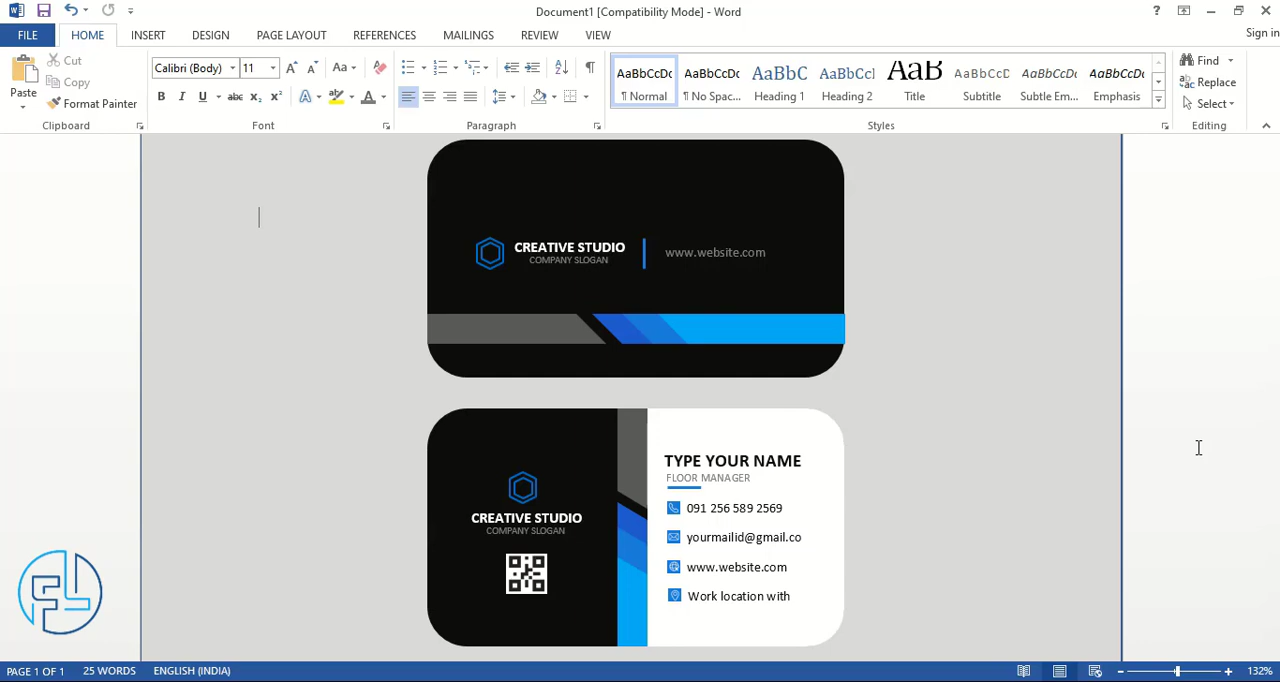 Document1 [Compatibility Mode] - Word
?
Sign in
FILE HOME INSERT DESIGN PAGE LAYOUT REFERENCES MAILINGS REVIEW VIEW
Paste
Cut
Copy
Format Painter
Clipboard
Calibri (Body) 11
Aa
B I U abc X₂ X²
A
A
Font
Paragraph
AaBbCcDc AaBbCcDc AaBbC AaBbCcl AaB AaBbCcD AaBbCcDc AaBbCcDc
¶ Normal ¶ No Spac... Heading 1 Heading 2 Title Subtitle Subtle Em... Emphasis
Styles
Find
Replace
Select
Editing
CREATIVE STUDIO
COMPANY SLOGAN
www.website.com
CREATIVE STUDIO
COMPANY SLOGAN
TYPE YOUR NAME
FLOOR MANAGER
091 256 589 2569
yourmailid@gmail.co
www.website.com
Work location with
PAGE 1 OF 1 25 WORDS ENGLISH (INDIA)
132%